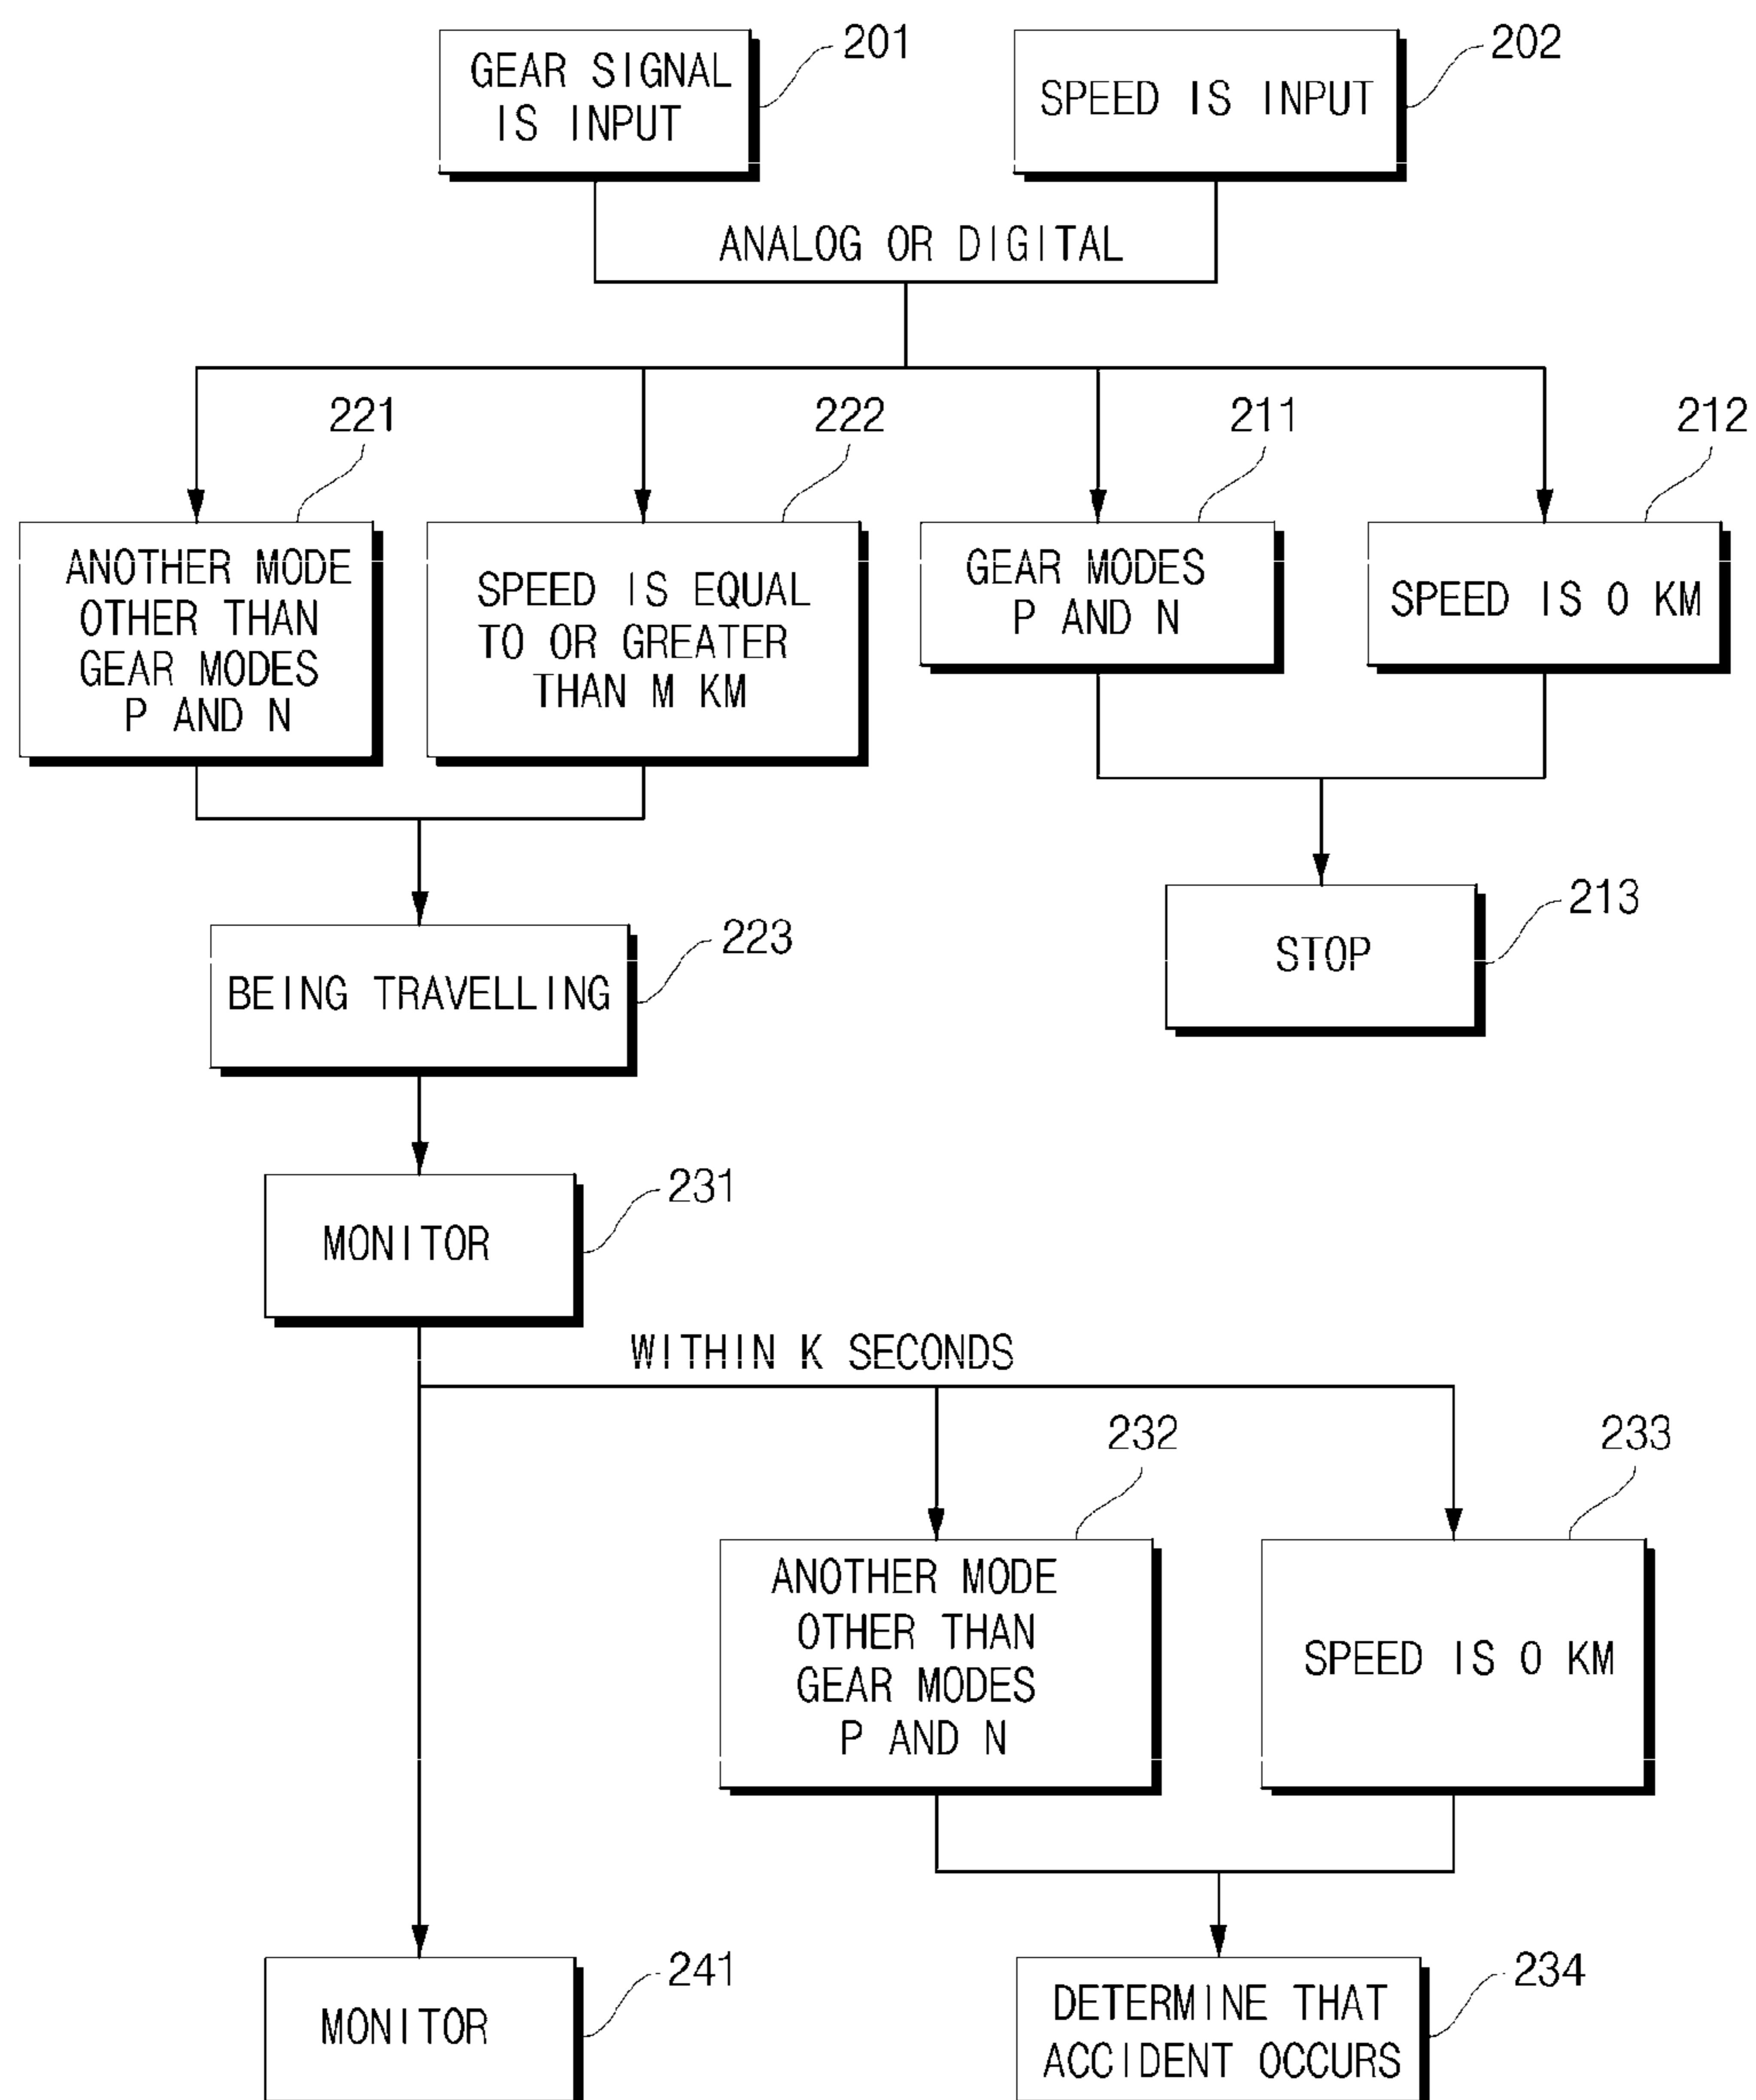 GEAR SIGNAL
IS INPUT
201
SPEED IS INPUT
202
ANALOG OR DIGITAL
221
222
211
212
ANOTHER MODE
OTHER THAN
GEAR MODES
P AND N
SPEED IS EQUAL
TO OR GREATER
THAN M KM
GEAR MODES
P AND N
SPEED IS 0 KM
BEING TRAVELLING
223
STOP
213
MONITOR
231
WITHIN K SECONDS
232
233
ANOTHER MODE
OTHER THAN
GEAR MODES
P AND N
SPEED IS 0 KM
MONITOR
241
DETERMINE THAT
ACCIDENT OCCURS
234